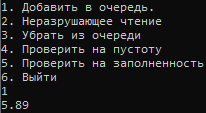 1. Добавить в очередь.
2. Неразрушающее чтение
3. Убрать из очереди
4. Проверить на пустоту
5. Проверить на заполненность
6. Выйти
1
5.89